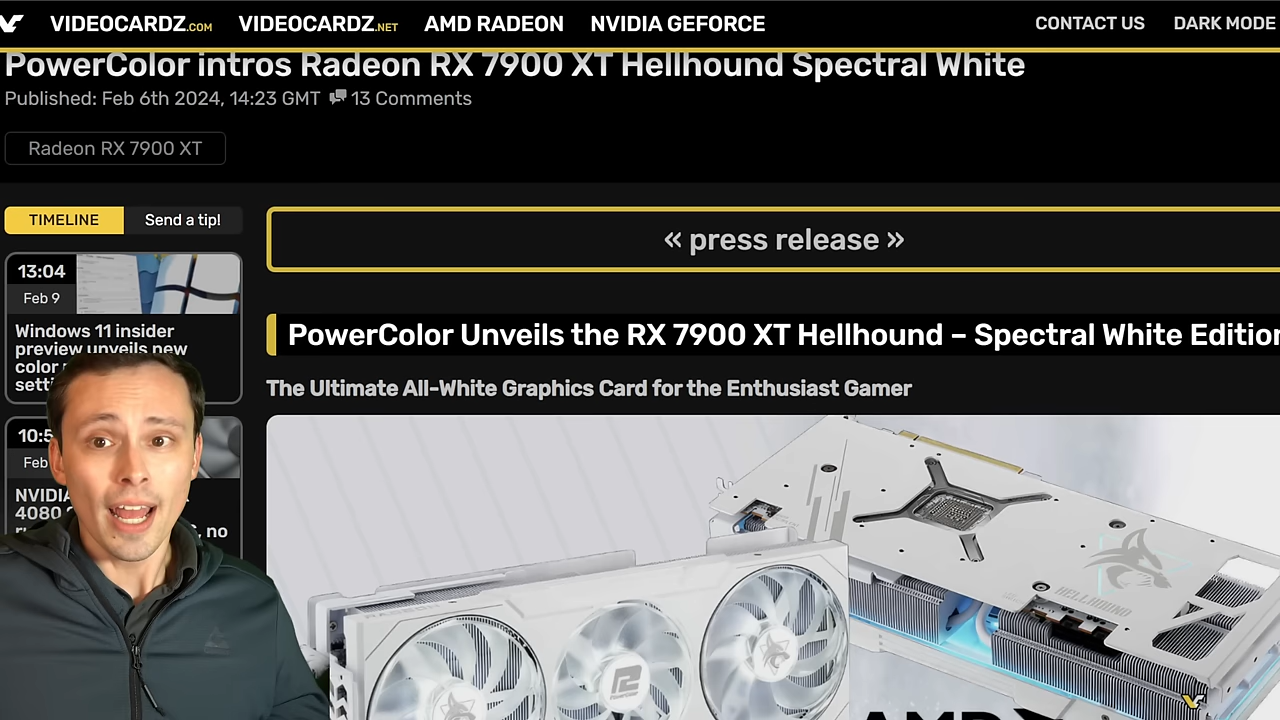 VIDEOCARDZ.COM VIDEOCARDZ.NET AMD RADEON NVIDIA GEFORCE CONTACT US DARK MODE
PowerColor intros Radeon RX 7900 XT Hellhound Spectral White
Published: Feb 6th 2024, 14:23 GMT 13 Comments
Radeon RX 7900 XT
TIMELINE Send a tip!
« press release »
13:04
Feb 9
Windows 11 insider
preview unveils new
color
PowerColor Unveils the RX 7900 XT Hellhound – Spectral White Edition
The Ultimate All-White Graphics Card for the Enthusiast Gamer
Feb
NVIDIA
4080
, no
HELLHOUND
PowerColor
AMD